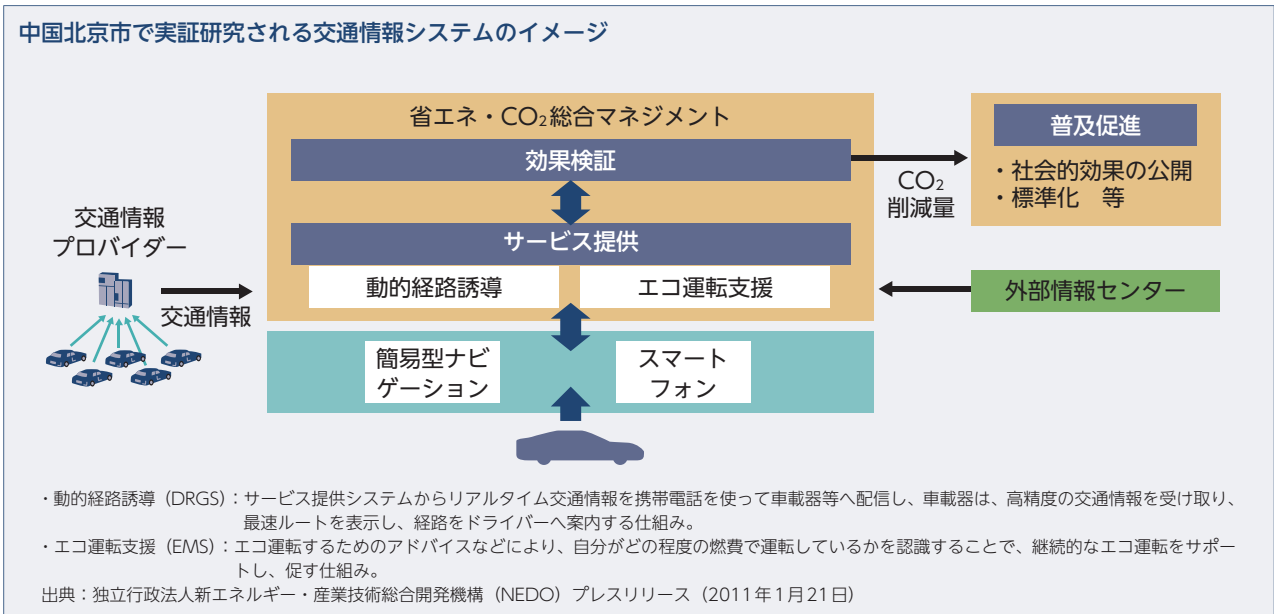 中国北京市で実証研究される交通情報システムのイメージ
省エネ・CO₂総合マネジメント
効果検証
サービス提供
動的経路誘導
エコ運転支援
簡易型ナビ
ゲーション
スマート
フォン
交通情報
プロバイダー
交通情報
CO₂
削減量
普及促進
・社会的効果の公開
・標準化 等
外部情報センター
・動的経路誘導(DRGS):サービス提供システムからリアルタイム交通情報を携帯電話を使って車載器等へ配信し、車載器は、高精度の交通情報を受け取り、
最速ルートを表示し、経路をドライバーへ案内する仕組み。
・エコ運転支援(EMS):エコ運転するためのアドバイスなどにより、自分がどの程度の燃費で運転しているかを認識することで、継続的なエコ運転をサポー
トし、促す仕組み。
出典:独立行政法人新エネルギー・産業技術総合開発機構(NEDO)プレスリリース(2011年1月21日)